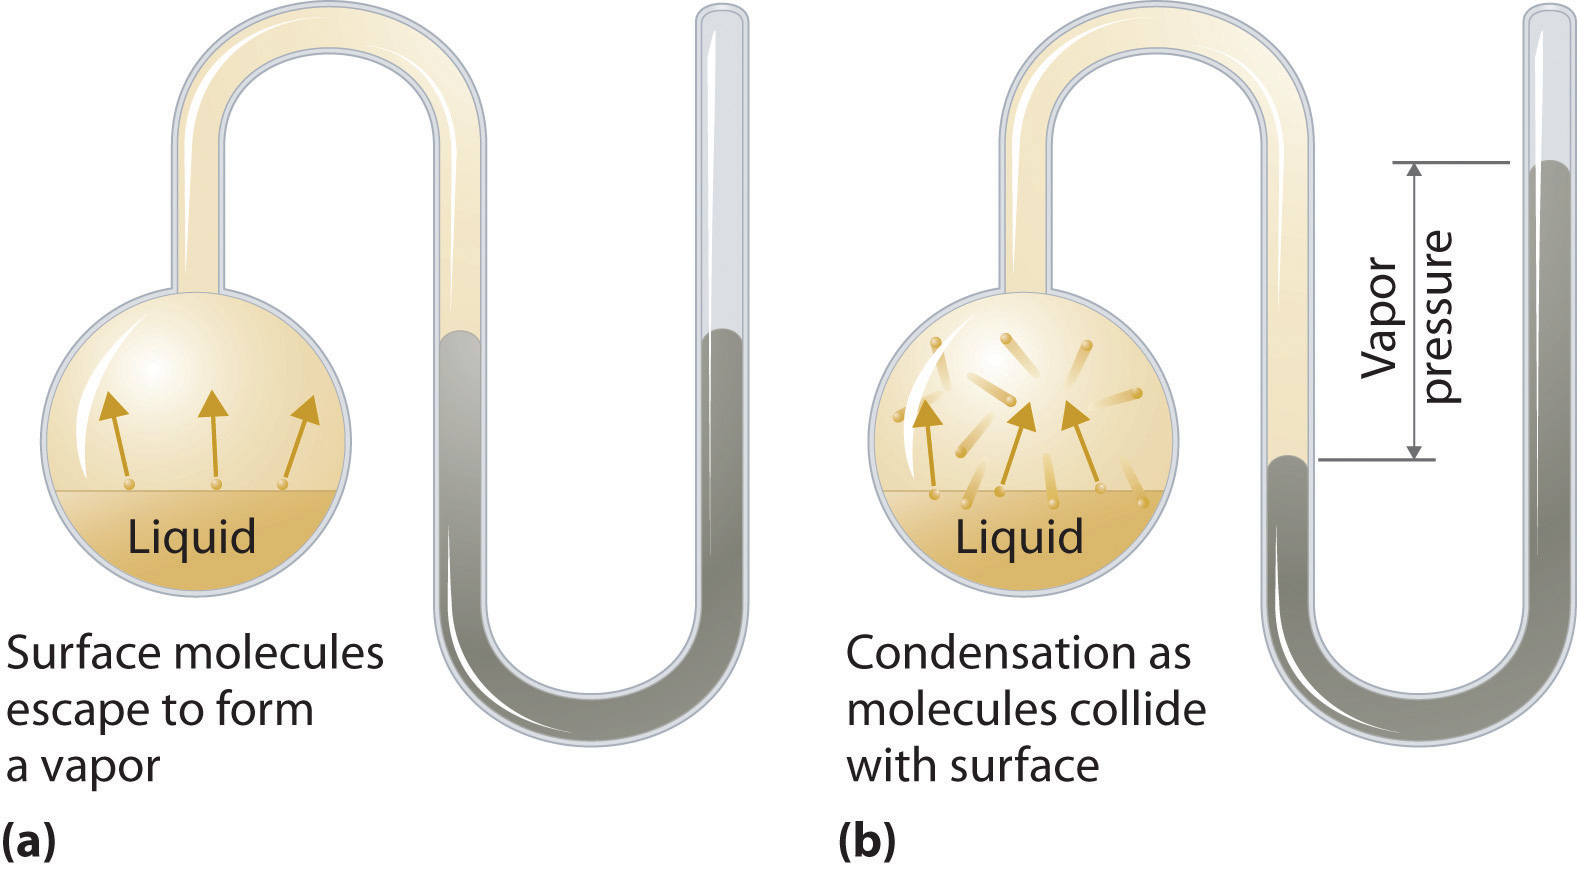 Liquid
Surface molecules
escape to form
a vapor
(a)
Vapor
pressure
Liquid
Condensation as
molecules collide
with surface
(b)